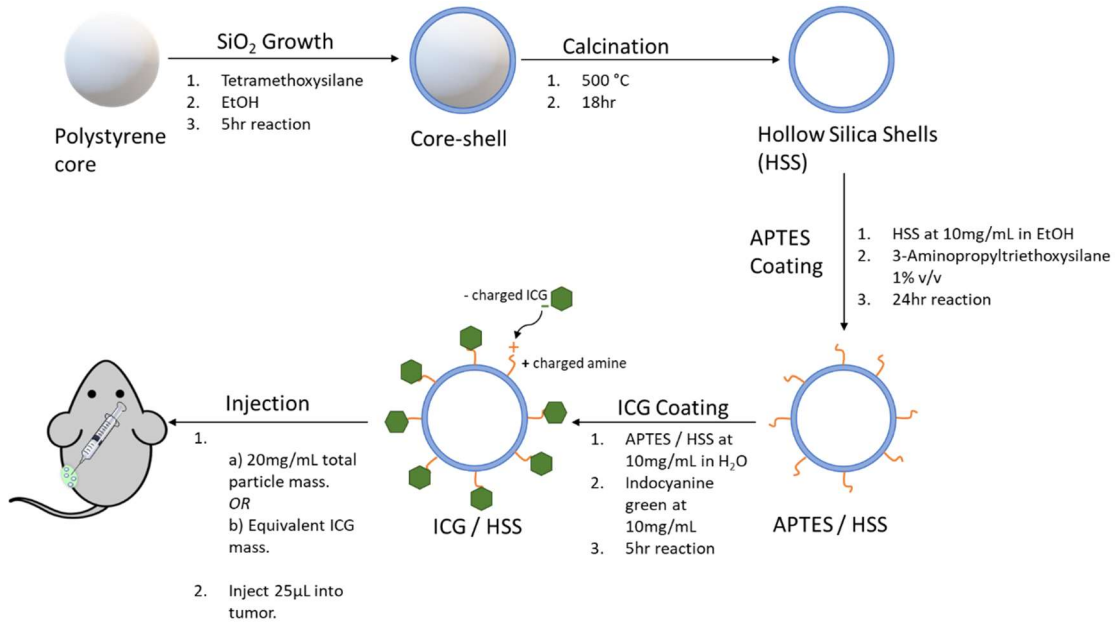 SiO₂ Growth
1. Tetramethoxysilane
2. EtOH
3. 5hr reaction
Polystyrene
core
Core-shell
Calcination
1. 500 °C
2. 18hr
Hollow Silica Shells
(HSS)
APTES
Coating
1. HSS at 10mg/mL in EtOH
2. 3-Aminopropyltriethoxysilane
1% v/v
3. 24hr reaction
APTES / HSS
ICG Coating
1. APTES / HSS at
10mg/mL in H₂O
2. Indocyanine
green at
10mg/mL
3. 5hr reaction
- charged ICG
-
+
+ charged amine
ICG / HSS
Injection
1.
a) 20mg/mL total
particle mass.
OR
b) Equivalent ICG
mass.
2. Inject 25µL into
tumor.